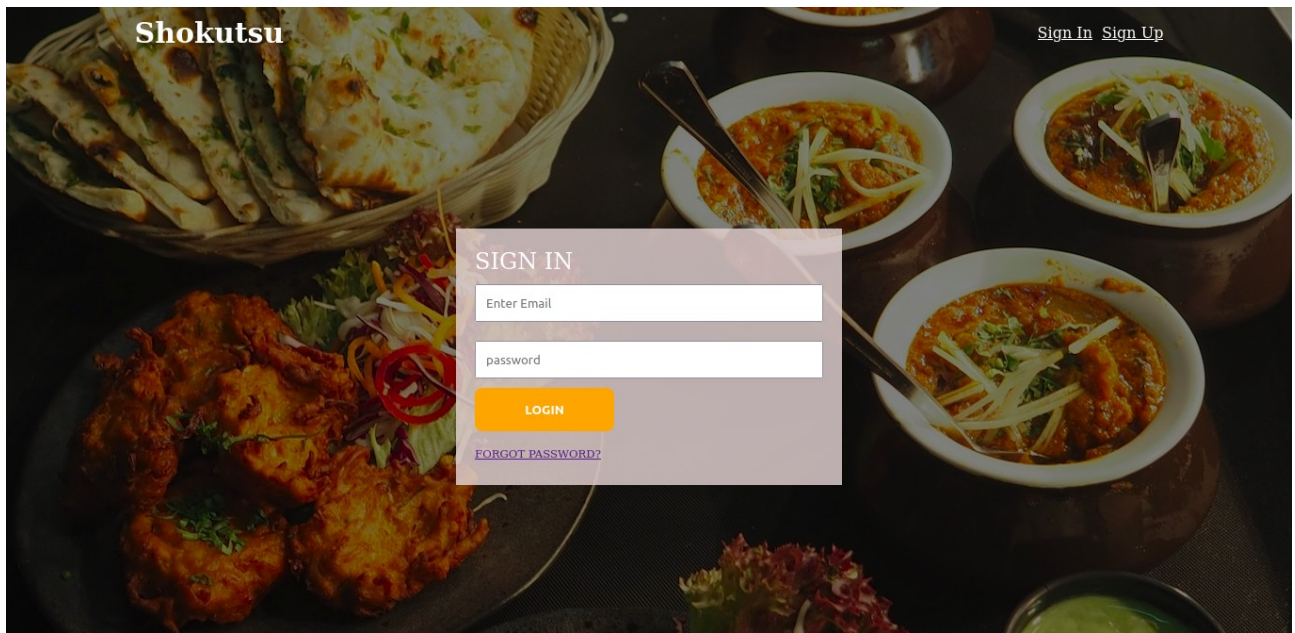 Shokutsu
Sign In Sign Up
SIGN IN
Enter Email
password
LOGIN
FORGOT PASSWORD?